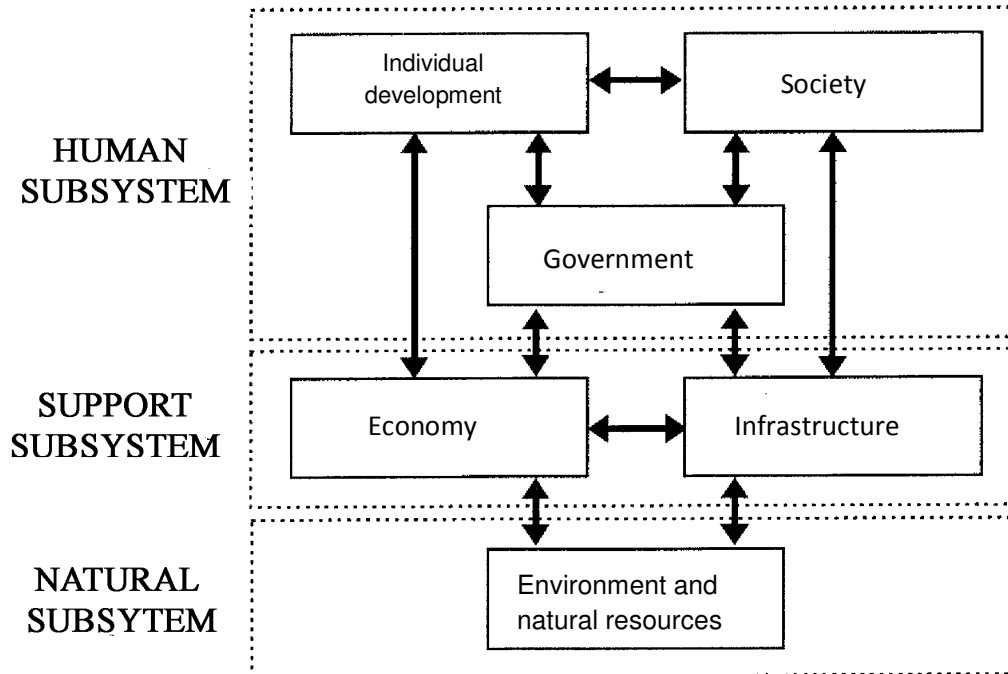 HUMAN
SUBSYSTEM
Individual
development
Society
Government
SUPPORT
SUBSYSTEM
Economy
Infrastructure
NATURAL
SUBSYTEM
Environment and
natural resources